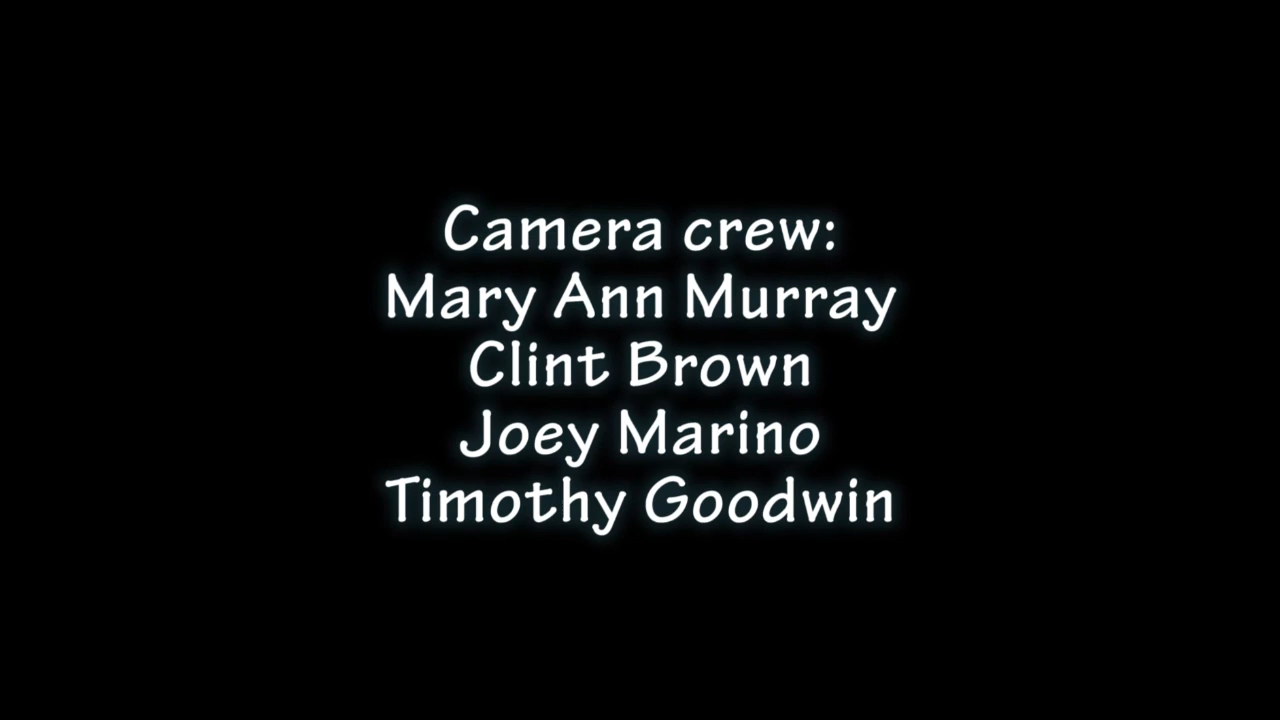 Camera crew:
Mary Ann Murray
Clint Brown
Joey Marino
Timothy Goodwin